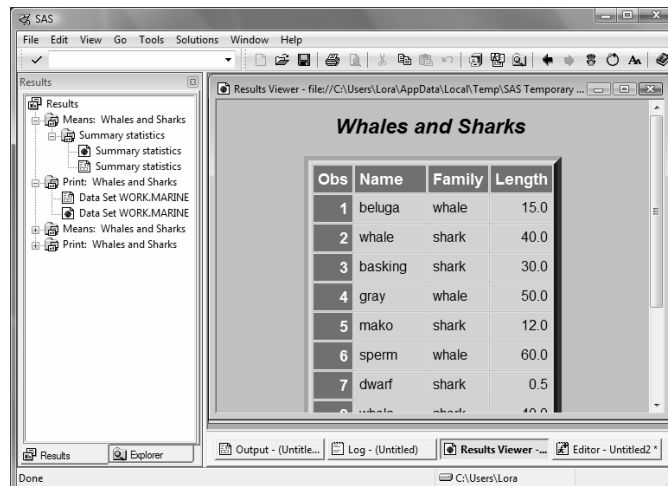 SAS
File Edit View Go Tools Solutions Window Help
Results
Results
Means: Whales and Sharks
Summary statistics
Summary statistics
Summary statistics
Print: Whales and Sharks
Data Set WORK.MARINE
Data Set WORK.MARINE
Means: Whales and Sharks
Print: Whales and Sharks
Results Explorer
Results Viewer - file://C:\Users\Lora\AppData\Local\Temp\SAS Temporary ...
Whales and Sharks
Obs Name Family Length
1 beluga whale 15.0
2 whale shark 40.0
3 basking shark 30.0
4 gray whale 50.0
5 mako shark 12.0
6 sperm whale 60.0
7 dwarf shark 0.5
8 whale shark 40.0
Output - (Untitle... Log - (Untitled) Results Viewer -... Editor - Untitled2 *
Done C:\Users\Lora